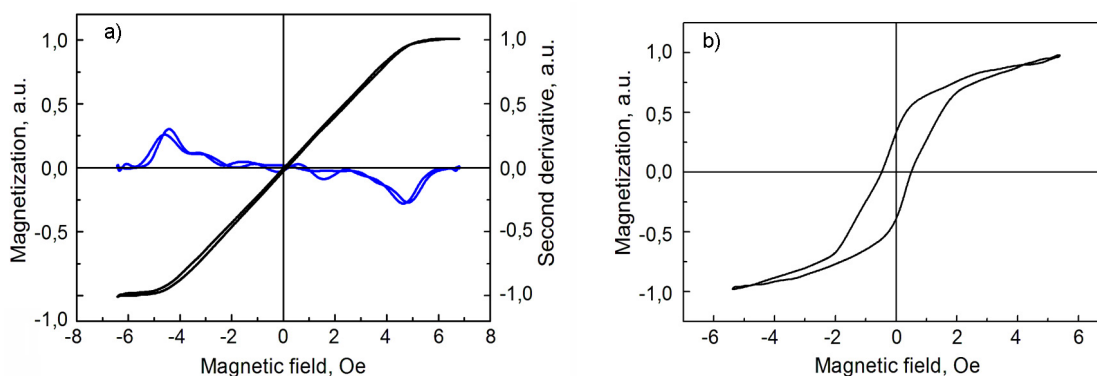 a)
1,0
0,5
0,0
-0,5
-1,0
Magnetization, a.u.
1,0
0,5
0,0
-0,5
-1,0
Second derivative, a.u.
-8 -6 -4 -2 0 2 4 6 8
Magnetic field, Oe
b)
1,0
0,5
0,0
-0,5
-1,0
Magnetization, a.u.
-6 -4 -2 0 2 4 6
Magnetic field, Oe